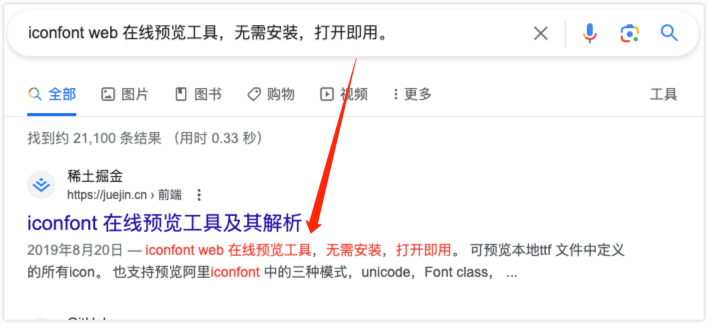 iconfont web 在线预览工具，无需安装，打开即用。
全部 图片 图书 购物 视频 更多 工具
找到约 21,100 条结果 （用时 0.33 秒）
稀土掘金
https://juejin.cn › 前端
iconfont 在线预览工具及其解析
2019年8月20日 — iconfont web 在线预览工具，无需安装，打开即用。 可预览本地ttf 文件中定义
的所有icon。 也支持预览阿里iconfont 中的三种模式，unicode，Font class， ...